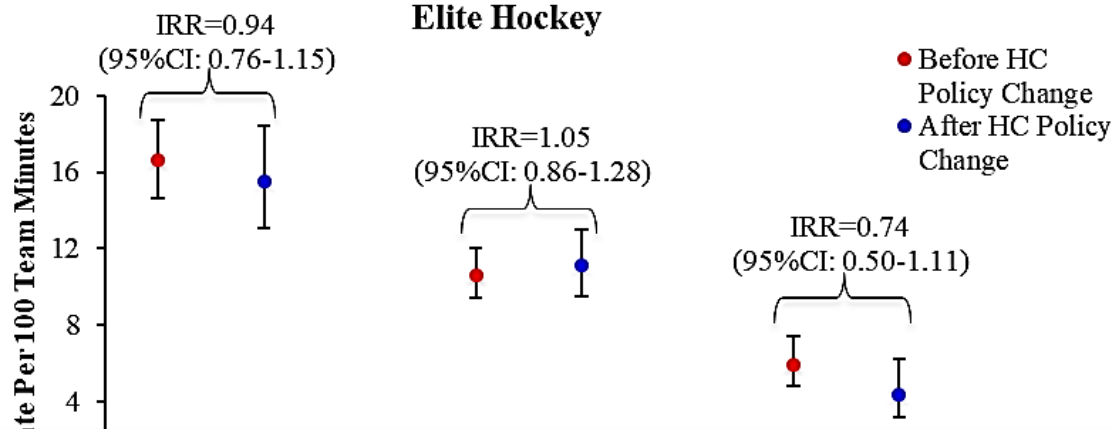 Elite Hockey
IRR=0.94
(95%CI: 0.76-1.15)
Before HC
Policy Change
After HC Policy
Change
IRR=1.05
(95%CI: 0.86-1.28)
IRR=0.74
(95%CI: 0.50-1.11)
20
16
12
8
4
Per 100 Team Minutes